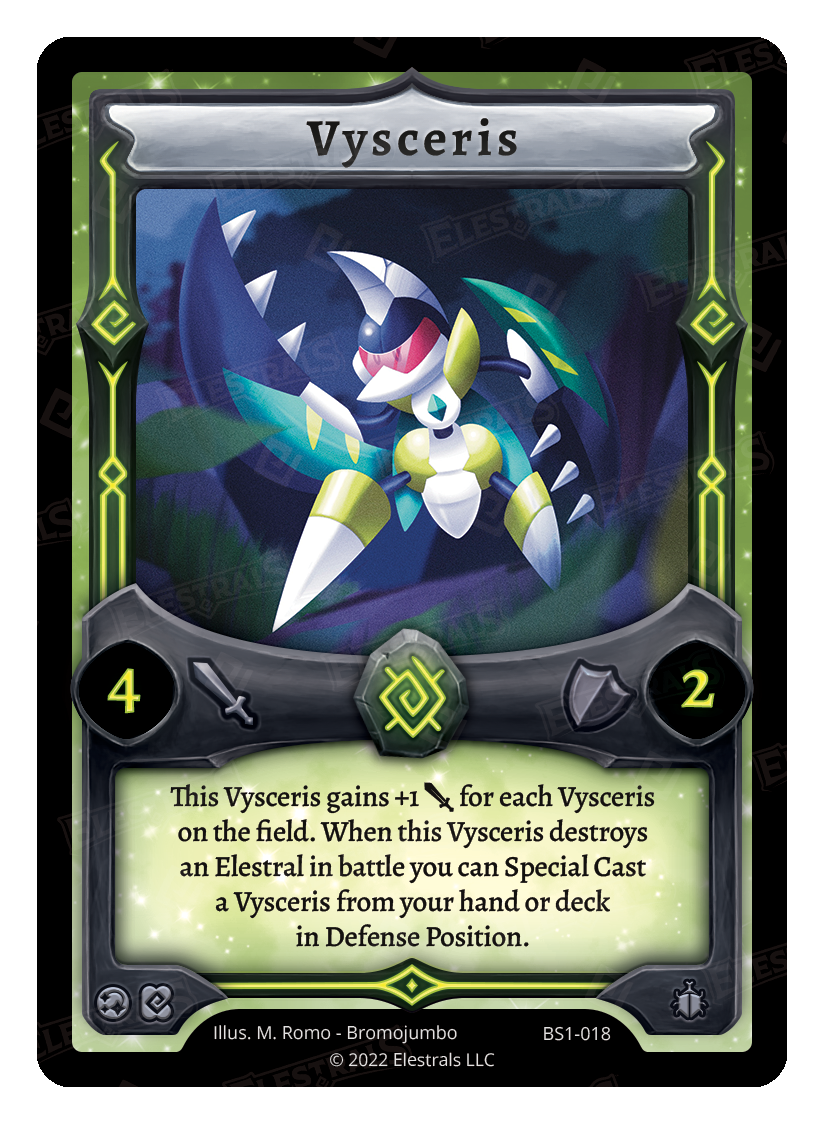 Vysceris
4
2
This Vysceris gains +1 for each Vysceris
on the field. When this Vysceris destroys
an Elestral in battle you can Special Cast
a Vysceris from your hand or deck
in Defense Position.
Illus. M. Romo - Bromojumbo BS1-018
© 2022 Elestrals LLC
ELESTRALS